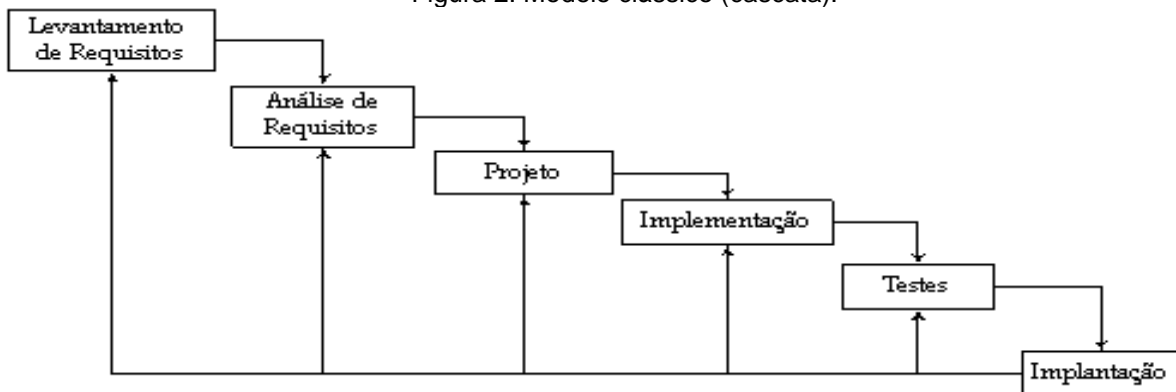 Figura 2. Modelo clássico (cascata).
Levantamento
de Requisitos
Análise de
Requisitos
Projeto
Implementação
Testes
Implantação